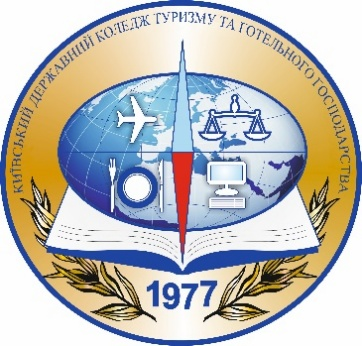 КИЇВСЬКИЙ ДЕРЖАВНИЙ КОЛЕДЖ ТУРИЗМУ ТА ГОТЕЛЬНОГО ГОСПОДАРСТВА
1977